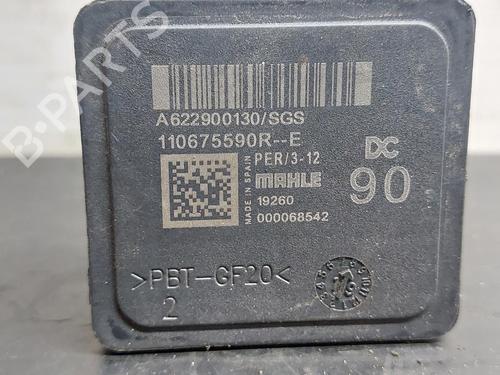 B-PARTS
A622900130/SGS
110675590R--E
MADE IN SPAIN
PER/3-12
MAHLE
19260
000068542
DC
90
>PBT-GF20<
2